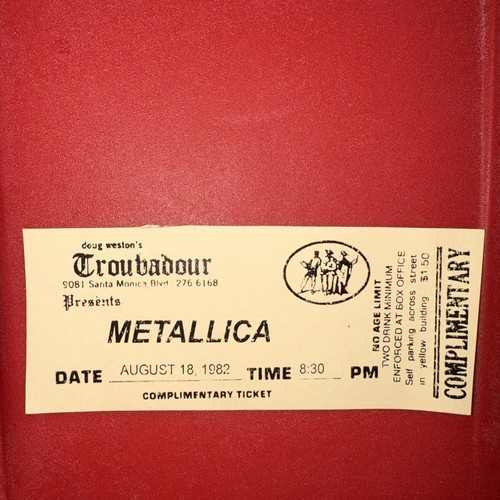 doug weston's
Troubadour
9081 Santa Monica Blvd. 276 6168
Presents
METALLICA
DATE AUGUST 18, 1982 TIME 8:30 PM
COMPLIMENTARY TICKET
NO AGE LIMIT
TWO DRINK MINIMUM
ENFORCED AT BOX OFFICE
Self parking across street
in yellow building $1.50
COMPLIMENTARY